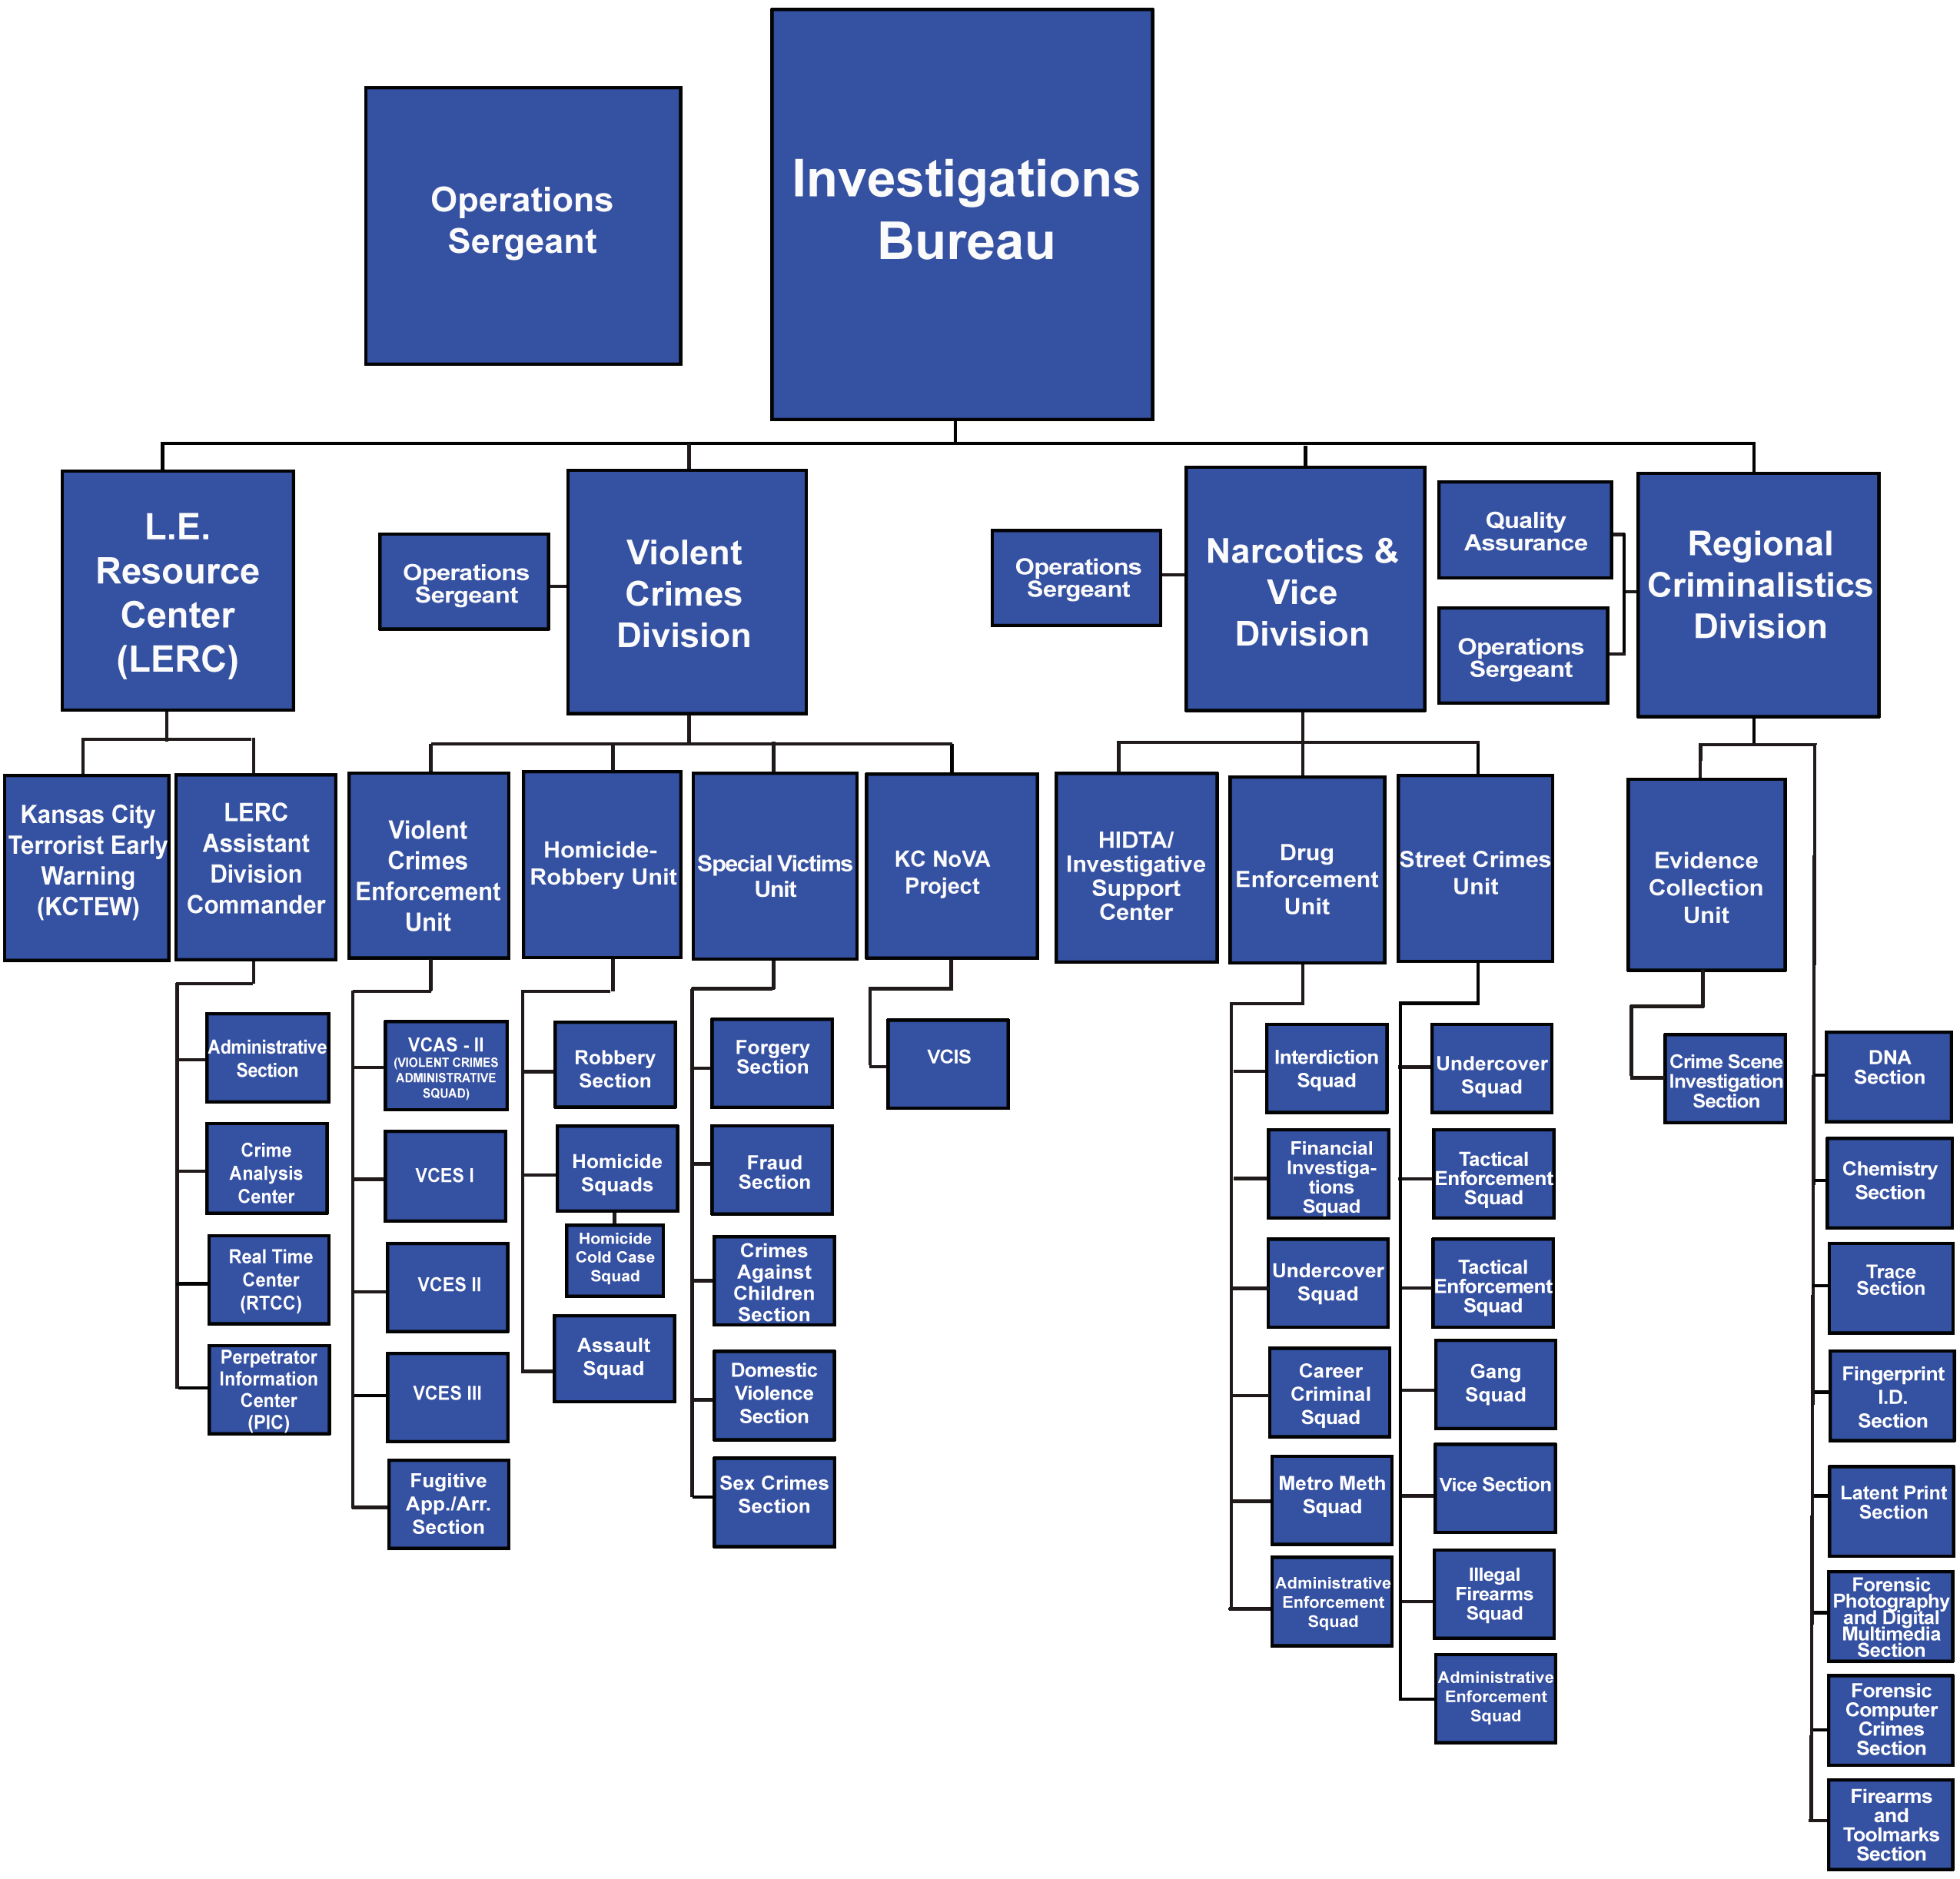 Operations
Sergeant
Investigations
Bureau
L.E.
Resource
Center
(LERC)
Operations
Sergeant
Violent
Crimes
Division
Operations
Sergeant
Narcotics &
Vice
Division
Quality
Assurance
Operations
Sergeant
Regional
Criminalistics
Division
Kansas City
Terrorist Early
Warning
(KCTEW)
LERC
Assistant
Division
Commander
Violent
Crimes
Enforcement
Unit
Homicide-
Robbery Unit
Special Victims
Unit
KC NoVA
Project
HIDTA/
Investigative
Support
Center
Drug
Enforcement
Unit
Street Crimes
Unit
Evidence
Collection
Unit
Administrative
Section
Crime
Analysis
Center
Real Time
Center
(RTCC)
Perpetrator
Information
Center
(PIC)
VCAS - II
(VIOLENT CRIMES
ADMINISTRATIVE
SQUAD)
VCES I
VCES II
VCES III
Fugitive
App./Arr.
Section
Robbery
Section
Homicide
Squads
Homicide
Cold Case
Squad
Assault
Squad
Forgery
Section
Fraud
Section
Crimes
Against
Children
Section
Domestic
Violence
Section
Sex Crimes
Section
VCIS
Interdiction
Squad
Financial
Investiga-
tions
Squad
Undercover
Squad
Career
Criminal
Squad
Metro Meth
Squad
Administrative
Enforcement
Squad
Undercover
Squad
Tactical
Enforcement
Squad
Tactical
Enforcement
Squad
Gang
Squad
Vice Section
Illegal
Firearms
Squad
Administrative
Enforcement
Squad
Crime Scene
Investigation
Section
DNA
Section
Chemistry
Section
Trace
Section
Fingerprint
I.D.
Section
Latent Print
Section
Forensic
Photography
and Digital
Multimedia
Section
Forensic
Computer
Crimes
Section
Firearms
and
Toolmarks
Section